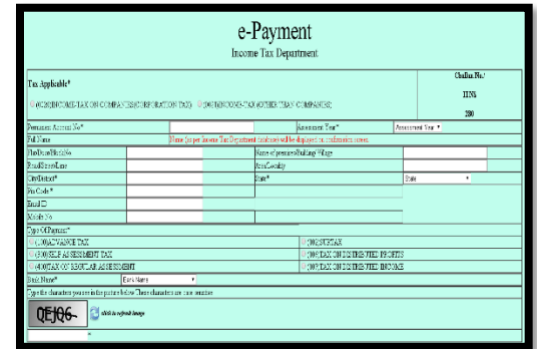 e-Payment
Income Tax Department
Tax Applicable*
Challan No./
ITNS
280
(0020)INCOME-TAX ON COMPANIES(CORPORATION TAX) (0021)INCOME-TAX (OTHER THAN COMPANIES)
Permanent Account No* Assessment Year* Assessment Year
Full Name Name (as per Income Tax Department database) will be displayed on confirmation screen.
Flat/Door/Block No Name of premises/Building/Village
Road/Street/Lane Area/Locality
City/District* State* State
Pin Code *
Email ID
Mobile No
Type Of Payment*
(100)ADVANCE TAX (102)SURTAX
(300)SELF ASSESSMENT TAX (106)TAX ON DISTRIBUTED PROFITS
(400)TAX ON REGULAR ASSESSMENT (107)TAX ON DISTRIBUTED INCOME
Bank Name* Bank Name
Type the characters you see in the picture below. These characters are case sensitive
click to refresh image
*